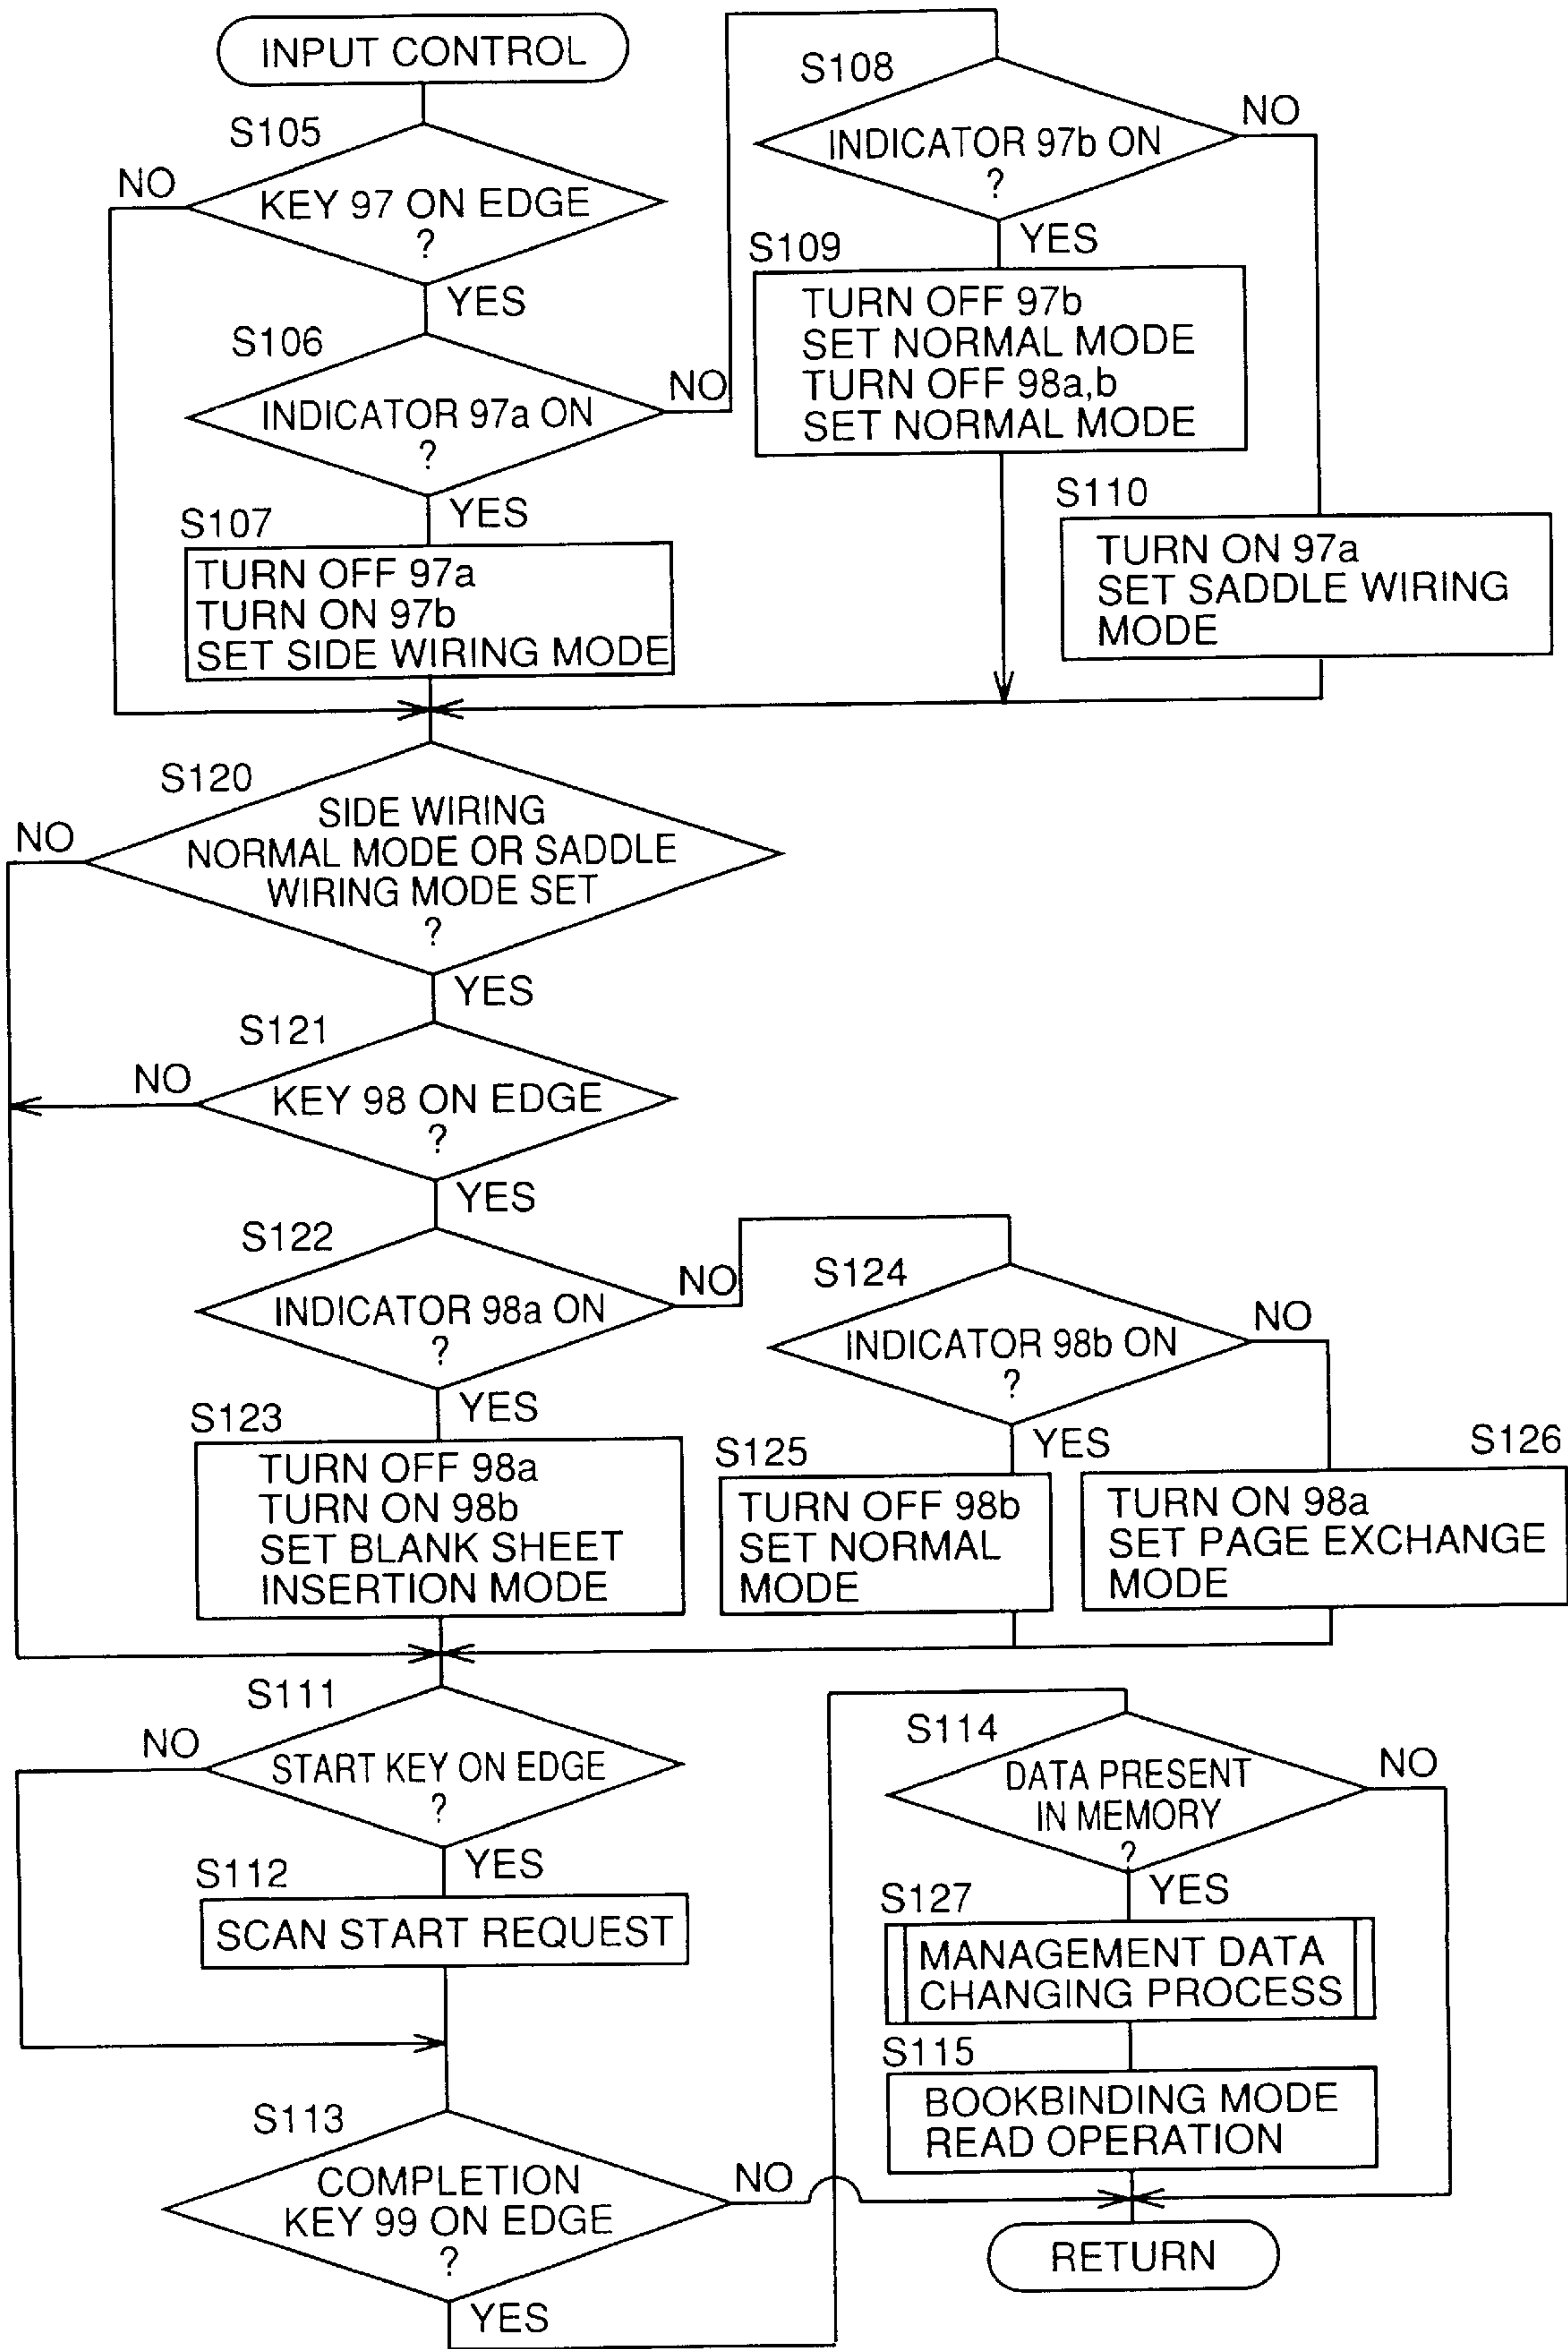 INPUT CONTROL
S105
NO
KEY 97 ON EDGE
?
YES
S106
INDICATOR 97a ON
?
NO
YES
S107
TURN OFF 97a
TURN ON 97b
SET SIDE WIRING MODE
S108
INDICATOR 97b ON
?
NO
YES
S109
TURN OFF 97b
SET NORMAL MODE
TURN OFF 98a,b
SET NORMAL MODE
S110
TURN ON 97a
SET SADDLE WIRING
MODE
S120
NO
SIDE WIRING
NORMAL MODE OR SADDLE
WIRING MODE SET
?
YES
S121
NO
KEY 98 ON EDGE
?
YES
S122
INDICATOR 98a ON
?
NO
YES
S123
TURN OFF 98a
TURN ON 98b
SET BLANK SHEET
INSERTION MODE
S124
INDICATOR 98b ON
?
NO
YES
S125
TURN OFF 98b
SET NORMAL
MODE
S126
TURN ON 98a
SET PAGE EXCHANGE
MODE
S111
NO
START KEY ON EDGE
?
YES
S112
SCAN START REQUEST
S113
COMPLETION
KEY 99 ON EDGE
?
NO
YES
S114
DATA PRESENT
IN MEMORY
?
NO
YES
S127
MANAGEMENT DATA
CHANGING PROCESS
S115
BOOKBINDING MODE
READ OPERATION
RETURN